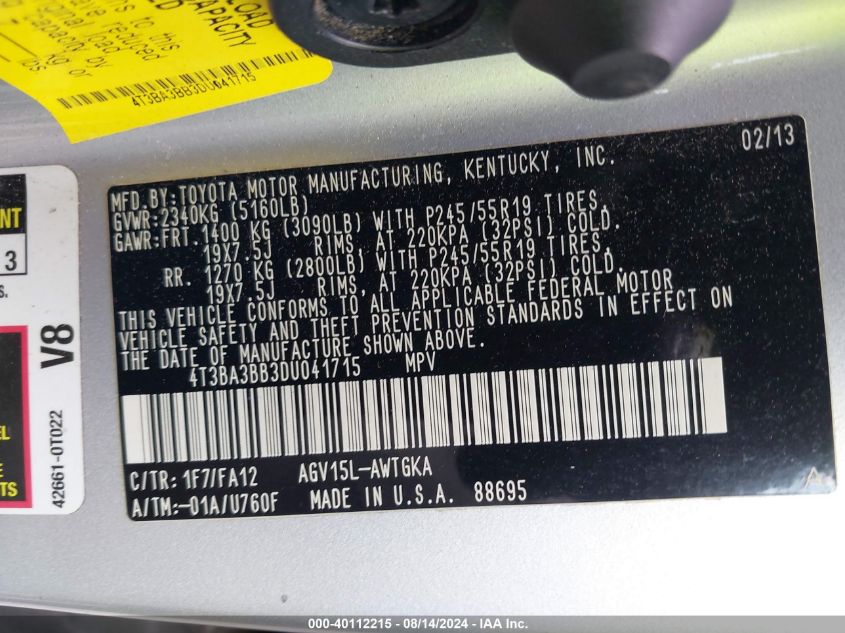 LOAD
CAPACITY
4T3BA3BB3DU041715
MFD.BY:TOYOTA MOTOR MANUFACTURING, KENTUCKY, INC. 02/13
GVWR:2340KG (5160LB)
GAWR:FRT. 1400 KG (3090LB) WITH P245/55R19 TIRES,
19X7.5J RIMS, AT 220KPA (32PSI) COLD.
RR. 1270 KG (2800LB) WITH P245/55R19 TIRES,
19X7.5J RIMS, AT 220KPA (32PSI) COLD.
THIS VEHICLE CONFORMS TO ALL APPLICABLE FEDERAL MOTOR
VEHICLE SAFETY AND THEFT PREVENTION STANDARDS IN EFFECT ON
THE DATE OF MANUFACTURE SHOWN ABOVE.
4T3BA3BB3DU041715 MPV
C/TR: 1F7/FA12 AGV15L-AWTGKA
A/TM:-01A/U760F MADE IN U.S.A. 88695
A
3
V8
42661-0T022
000-40112215 - 08/14/2024 - IAA Inc.